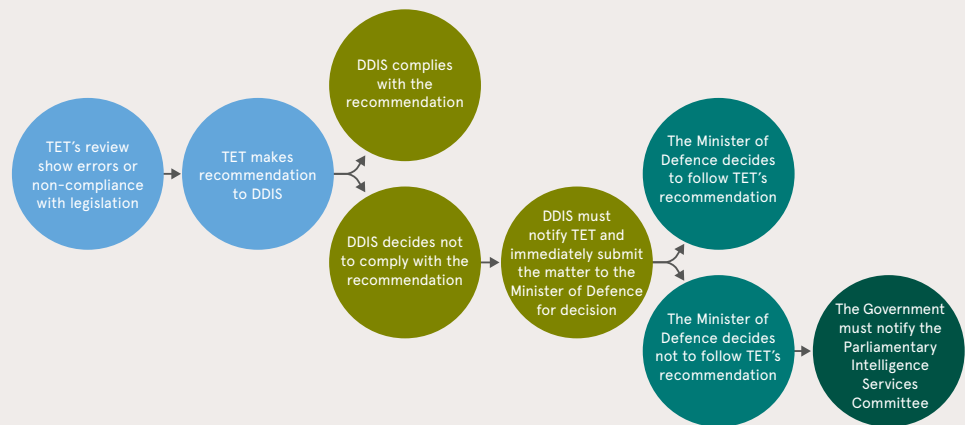 TET's review
show errors or
non-compliance
with legislation
TET makes
recommendation
to DDIS
DDIS complies
with the
recommendation
DDIS decides not
to comply with the
recommendation
DDIS must
notify TET and
immediately submit
the matter to the
Minister of Defence
for decision
The Minister of
Defence decides
to follow TET's
recommendation
The Minister of
Defence decides
not to follow TET's
recommendation
The Government
must notify the
Parliamentary
Intelligence
Services
Committee